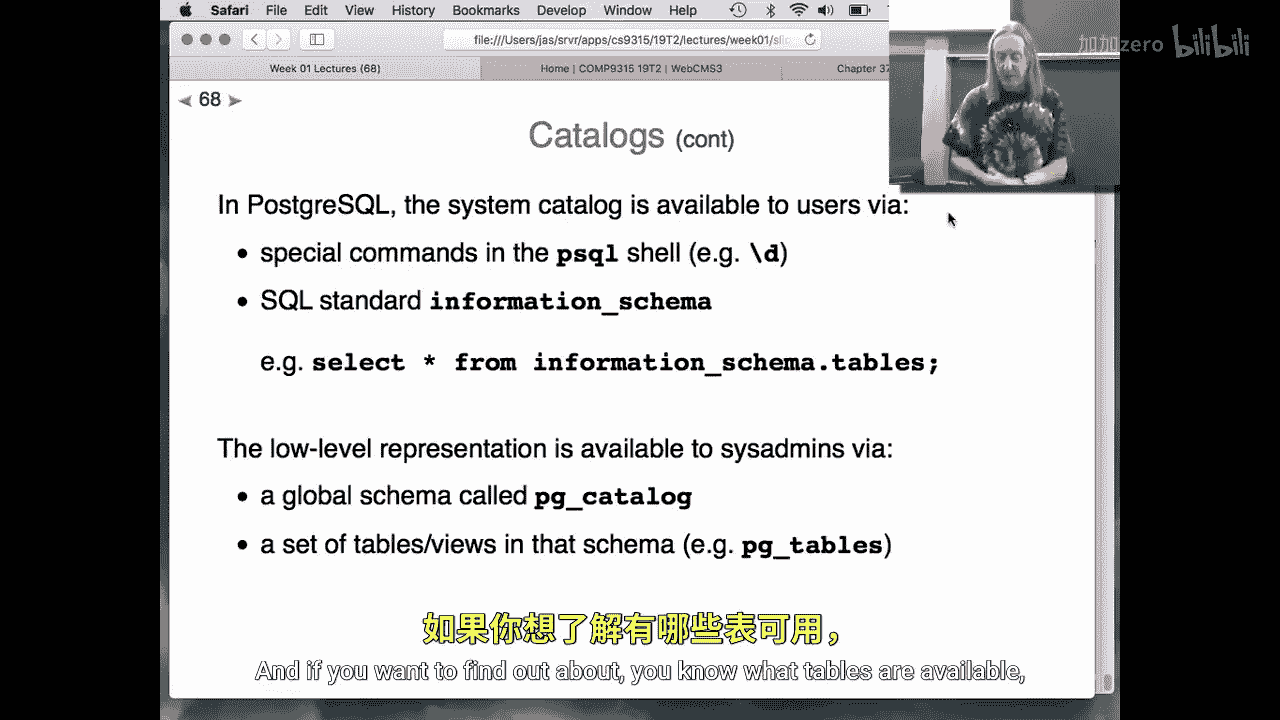 Safari File Edit View History Bookmarks Develop Window Help
加加zero bilibili
file:///Users/jas/srvr/apps/cs9315/19T2/lectures/week01/slid
Week 01 Lectures (68)
Home | COMP9315 19T2 | WebCMS3
Chapter 37
68
Catalogs (cont)
In PostgreSQL, the system catalog is available to users via:
• special commands in the psql shell (e.g. \d)
• SQL standard information_schema
e.g. select * from information_schema.tables;
The low-level representation is available to sysadmins via:
• a global schema called pg_catalog
• a set of tables/views in that schema (e.g. pg_tables)
如果你想了解有哪些表可用，
And if you want to find out about, you know what tables are available,